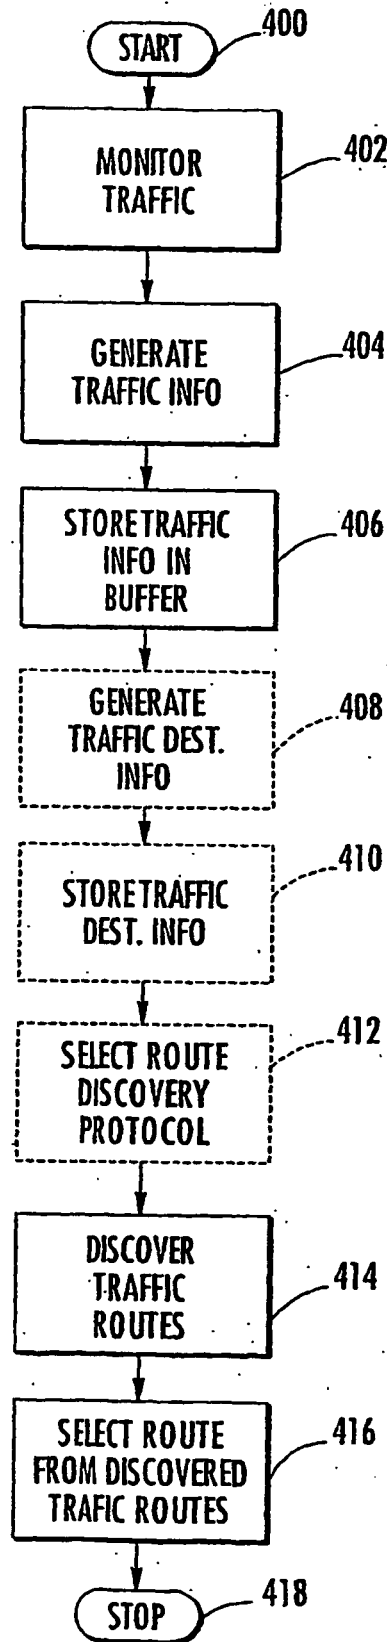 START
400
MONITOR
TRAFFIC
402
GENERATE
TRAFFIC INFO
404
STORE TRAFFIC
INFO IN
BUFFER
406
GENERATE
TRAFFIC DEST.
INFO
408
STORE TRAFFIC
DEST. INFO
410
SELECT ROUTE
DISCOVERY
PROTOCOL
412
DISCOVER
TRAFFIC
ROUTES
414
SELECT ROUTE
FROM DISCOVERED
TRAFIC ROUTES
416
STOP
418